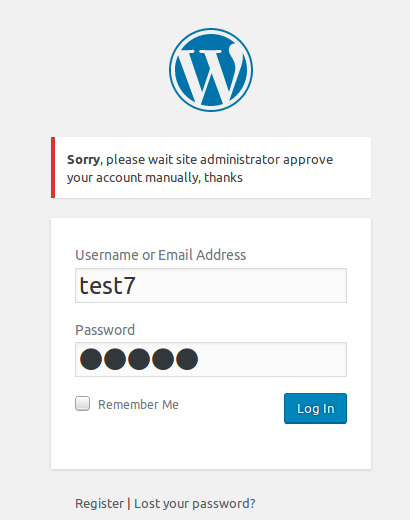 Sorry, please wait site administrator approve
your account manually, thanks
Username or Email Address
test7
Password
●●●●●
Remember Me
Log In
Register | Lost your password?